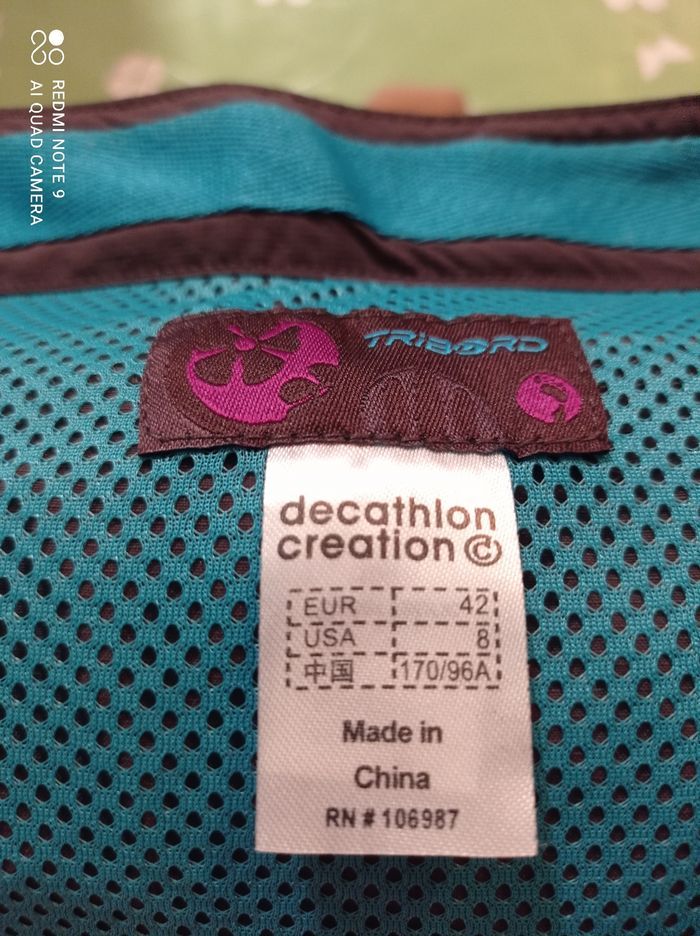 REDMI NOTE 9
AI QUAD CAMERA
TRIBORD
decathlon
creation ©
EUR 42
USA 8
中国 170/96A
Made in
China
RN # 106987